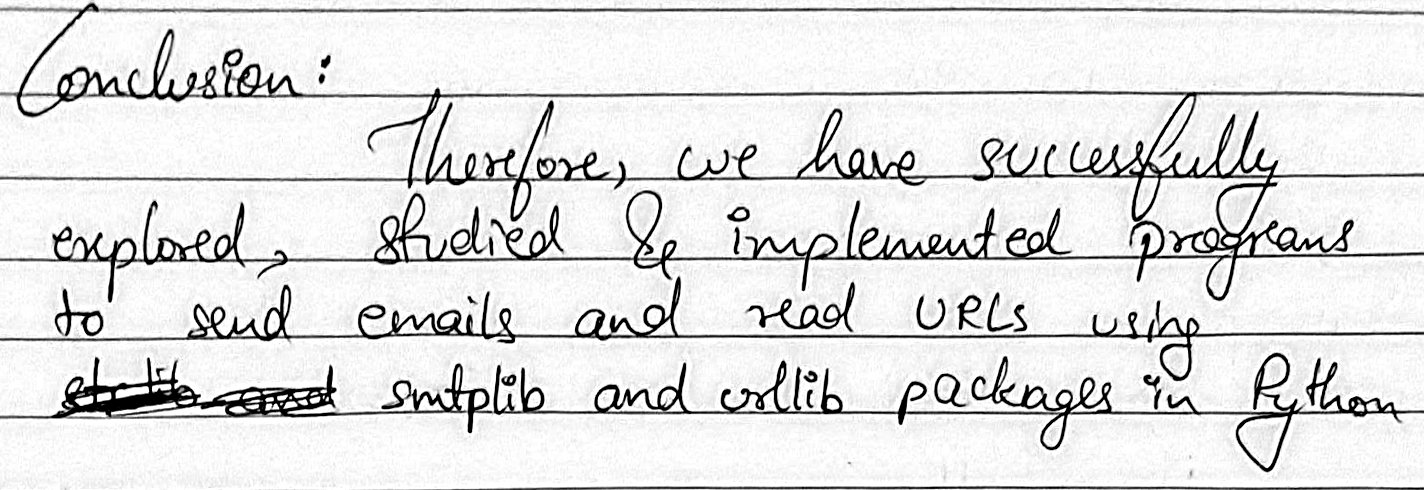 Conclusion:
Therefore, we have successfully
explored, studied & implemented programs
to send emails and read URLs using
smtplib and urllib packages in Python